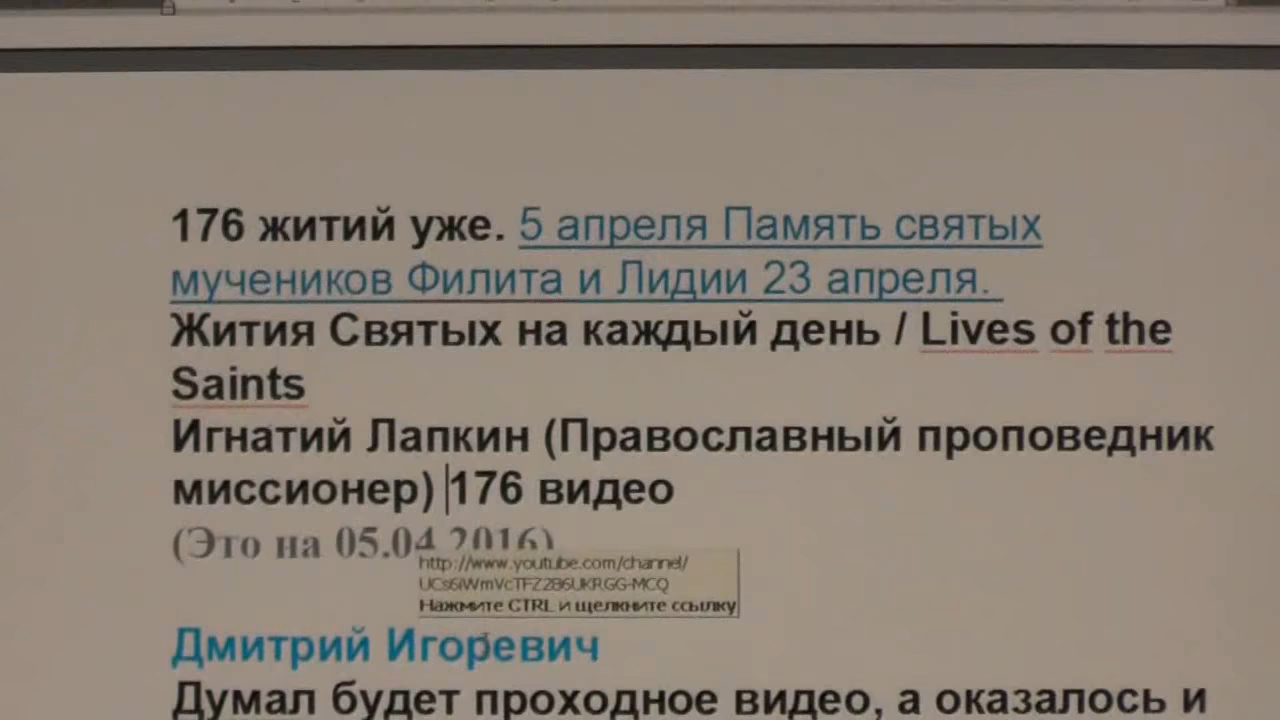 176 житий уже. 5 апреля Память святых
мучеников Филита и Лидии 23 апреля.
Жития Святых на каждый день / Lives of the
Saints
Игнатий Лапкин (Православный проповедник
миссионер) 176 видео
(Это на 05.04.2016)
http://www.youtube.com/channel/
Нажмите CTRL и щелкните ссылку
Дмитрий Игоревич
Думал будет проходное видео, а оказалось и